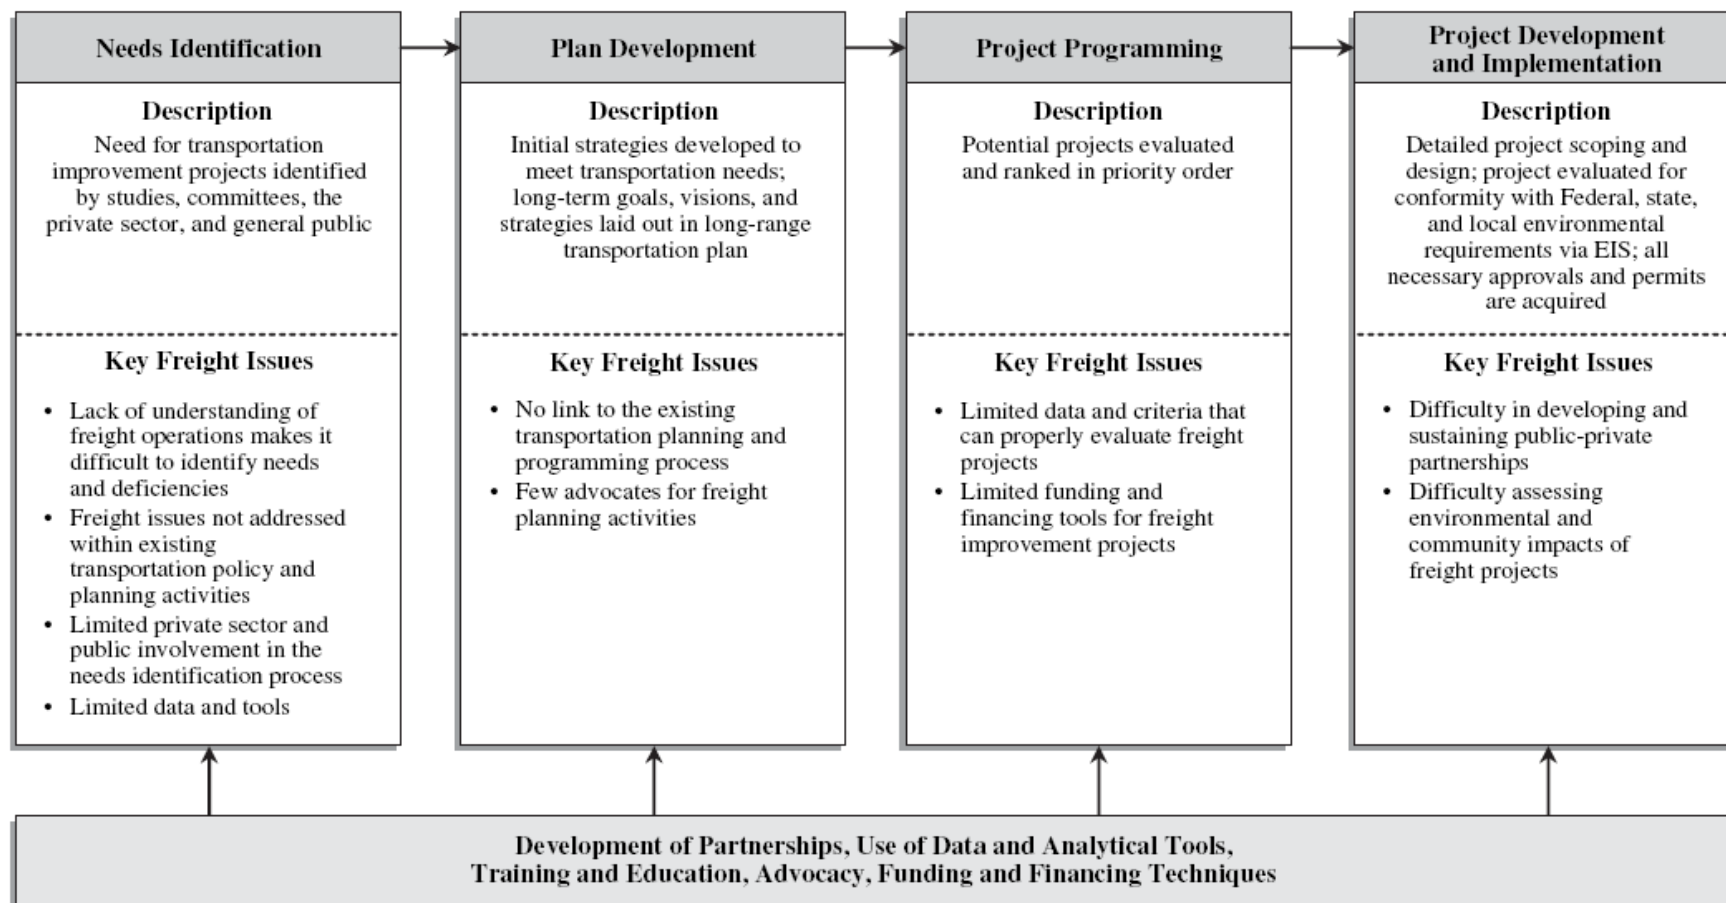 Needs Identification
Description
Need for transportation
improvement projects identified
by studies, committees, the
private sector, and general public
Key Freight Issues
• Lack of understanding of
freight operations makes it
difficult to identify needs
and deficiencies
• Freight issues not addressed
within existing
transportation policy and
planning activities
• Limited private sector and
public involvement in the
needs identification process
• Limited data and tools
Plan Development
Description
Initial strategies developed to
meet transportation needs;
long-term goals, visions, and
strategies laid out in long-range
transportation plan
Key Freight Issues
• No link to the existing
transportation planning and
programming process
• Few advocates for freight
planning activities
Project Programming
Description
Potential projects evaluated
and ranked in priority order
Key Freight Issues
• Limited data and criteria that
can properly evaluate freight
projects
• Limited funding and
financing tools for freight
improvement projects
Project Development
and Implementation
Description
Detailed project scoping and
design; project evaluated for
conformity with Federal, state,
and local environmental
requirements via EIS; all
necessary approvals and permits
are acquired
Key Freight Issues
• Difficulty in developing and
sustaining public-private
partnerships
• Difficulty assessing
environmental and
community impacts of
freight projects
Development of Partnerships, Use of Data and Analytical Tools,
Training and Education, Advocacy, Funding and Financing Techniques